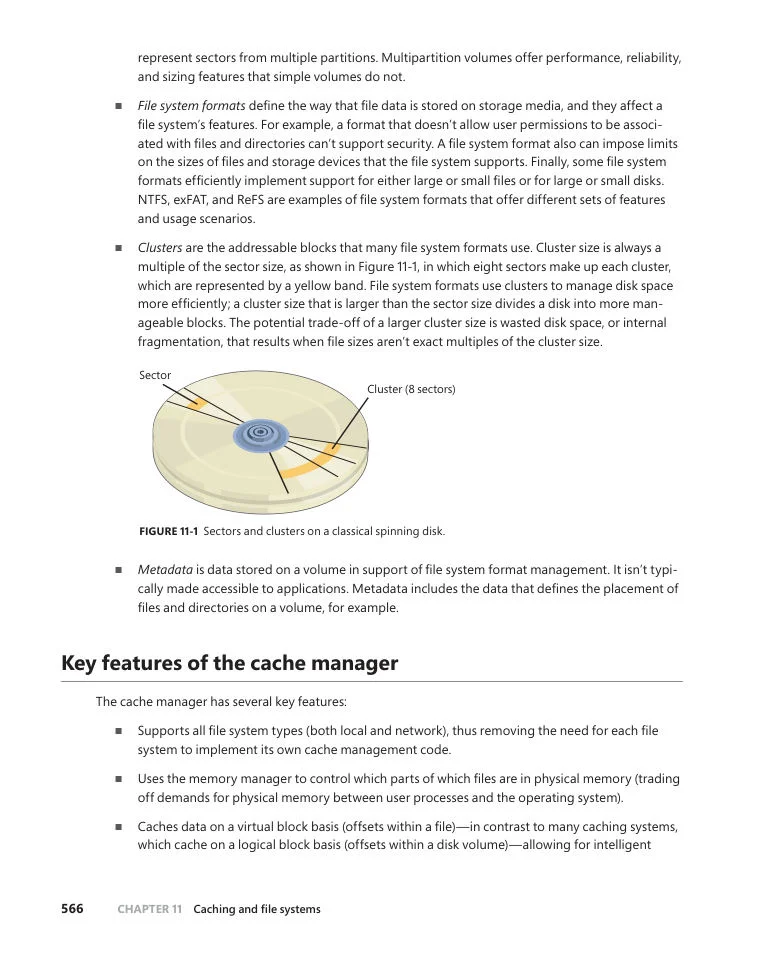 represent sectors from multiple partitions. Multipartition volumes offer performance, reliability,
and sizing features that simple volumes do not.
■ File system formats define the way that file data is stored on storage media, and they affect a
file system's features. For example, a format that doesn't allow user permissions to be associ-
ated with files and directories can't support security. A file system format also can impose limits
on the sizes of files and storage devices that the file system supports. Finally, some file system
formats efficiently implement support for either large or small files or for large or small disks.
NTFS, exFAT, and ReFS are examples of file system formats that offer different sets of features
and usage scenarios.
■ Clusters are the addressable blocks that many file system formats use. Cluster size is always a
multiple of the sector size, as shown in Figure 11-1, in which eight sectors make up each cluster,
which are represented by a yellow band. File system formats use clusters to manage disk space
more efficiently; a cluster size that is larger than the sector size divides a disk into more man-
ageable blocks. The potential trade-off of a larger cluster size is wasted disk space, or internal
fragmentation, that results when file sizes aren't exact multiples of the cluster size.
Sector
Cluster (8 sectors)
FIGURE 11-1 Sectors and clusters on a classical spinning disk.
■ Metadata is data stored on a volume in support of file system format management. It isn't typi-
cally made accessible to applications. Metadata includes the data that defines the placement of
files and directories on a volume, for example.
Key features of the cache manager
The cache manager has several key features:
■ Supports all file system types (both local and network), thus removing the need for each file
system to implement its own cache management code.
■ Uses the memory manager to control which parts of which files are in physical memory (trading
off demands for physical memory between user processes and the operating system).
■ Caches data on a virtual block basis (offsets within a file)—in contrast to many caching systems,
which cache on a logical block basis (offsets within a disk volume)—allowing for intelligent
566 CHAPTER 11 Caching and file systems